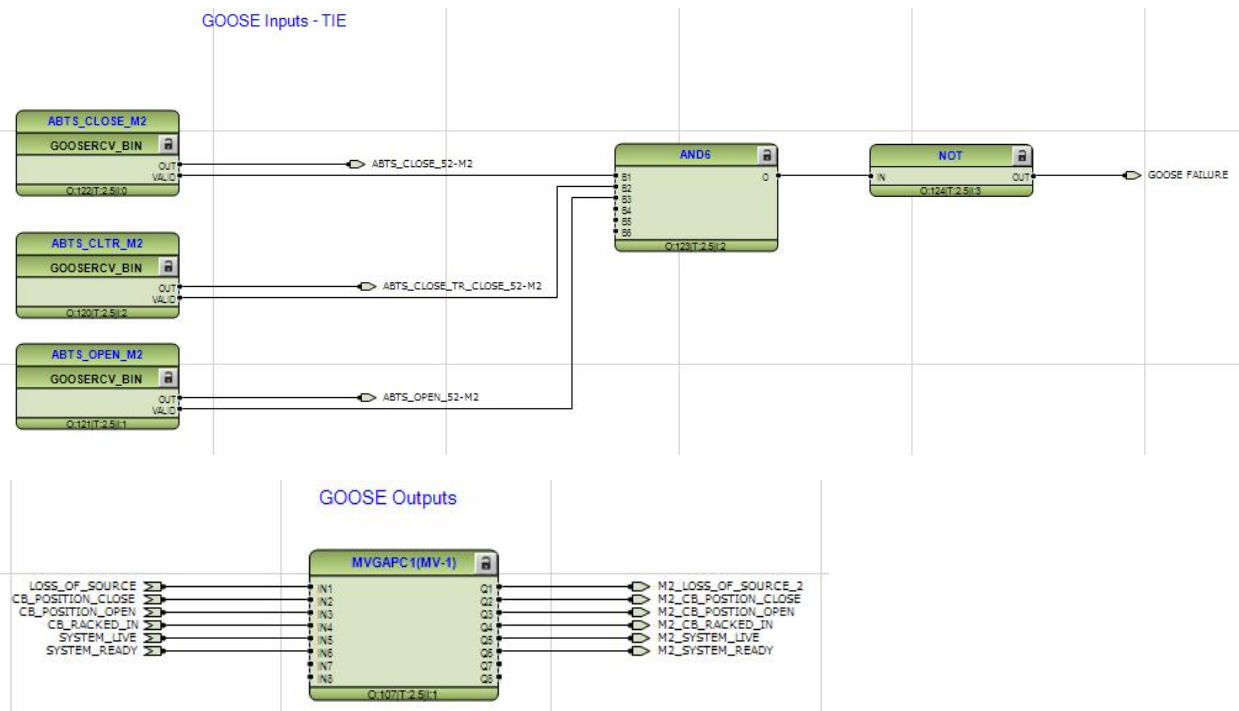 GOOSE Inputs - TIE
ABTS_CLOSE_M2
GOOSERCV_BIN
OUT
VALID
O:122|T:2.5|I:0
ABTS_CLOSE_52-M2
AND6
B1
B2
B3
B4
B5
B6
O
O:123|T:2.5|I:2
NOT
IN
OUT
O:124|T:2.5|I:3
GOOSE FAILURE
ABTS_CLTR_M2
GOOSERCV_BIN
OUT
VALID
O:120|T:2.5|I:2
ABTS_CLOSE_TR_CLOSE_52-M2
ABTS_OPEN_M2
GOOSERCV_BIN
OUT
VALID
O:121|T:2.5|I:1
ABTS_OPEN_52-M2
GOOSE Outputs
MVGAPC1(MV-1)
LOSS_OF_SOURCE IN1 Q1 M2_LOSS_OF_SOURCE_2
CB_POSITION_CLOSE IN2 Q2 M2_CB_POSTION_CLOSE
CB_POSITION_OPEN IN3 Q3 M2_CB_POSTION_OPEN
CB_RACKED_IN IN4 Q4 M2_CB_RACKED_IN
SYSTEM_LIVE IN5 Q5 M2_SYSTEM_LIVE
SYSTEM_READY IN6 Q6 M2_SYSTEM_READY
IN7 Q7
IN8 Q8
O:107|T:2.5|I:1